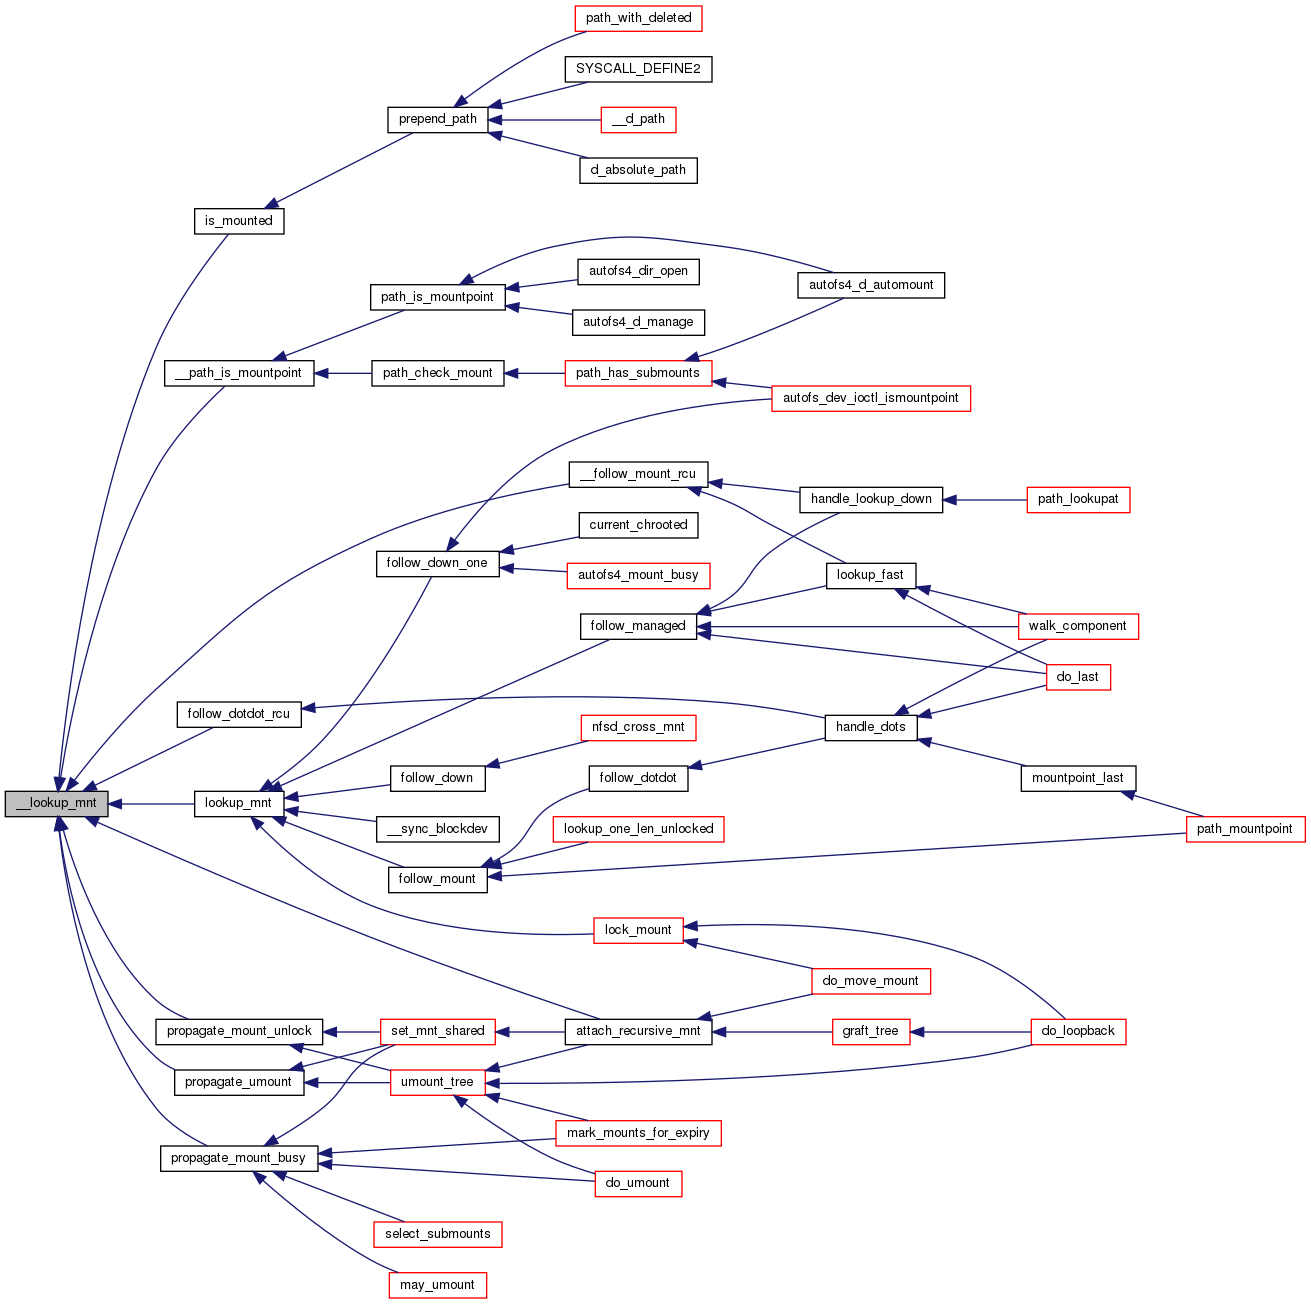 path_with_deleted
SYSCALL_DEFINE2
prepend_path
__d_path
d_absolute_path
is_mounted
autofs4_dir_open
autofs4_d_automount
path_is_mountpoint
autofs4_d_manage
__path_is_mountpoint
path_check_mount
path_has_submounts
autofs_dev_ioctl_ismountpoint
__follow_mount_rcu
handle_lookup_down
path_lookupat
current_chrooted
follow_down_one
autofs4_mount_busy
lookup_fast
follow_managed
walk_component
do_last
follow_dotdot_rcu
nfsd_cross_mnt
handle_dots
follow_down
follow_dotdot
mountpoint_last
__lookup_mnt
lookup_mnt
__sync_blockdev
lookup_one_len_unlocked
path_mountpoint
follow_mount
lock_mount
do_move_mount
propagate_mount_unlock
set_mnt_shared
attach_recursive_mnt
graft_tree
do_loopback
propagate_umount
umount_tree
mark_mounts_for_expiry
propagate_mount_busy
do_umount
select_submounts
may_umount